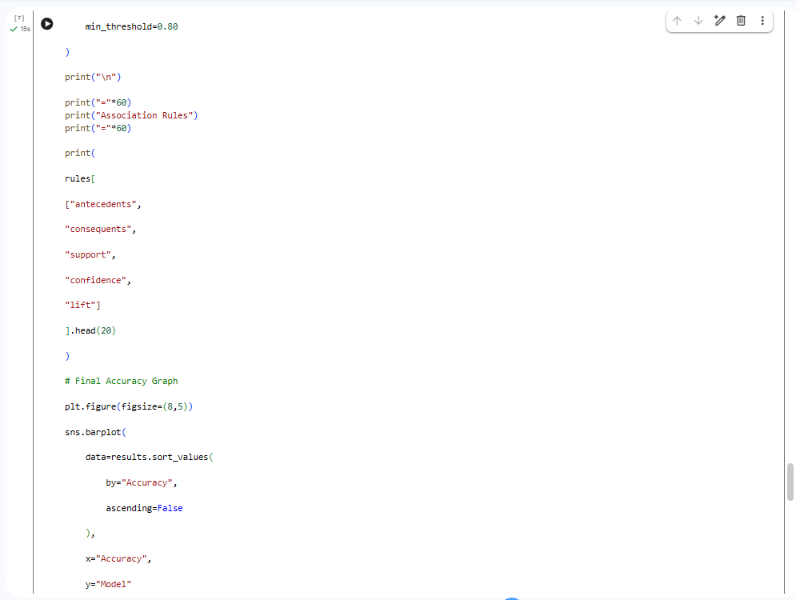 [7]
15s
min_threshold=0.80
)
print("\n")
print("="*60)
print("Association Rules")
print("="*60)
print(
rules[
["antecedents",
"consequents",
"support",
"confidence",
"lift"]
].head(20)
)
# Final Accuracy Graph
plt.figure(figsize=(8,5))
sns.barplot(
data=results.sort_values(
by="Accuracy",
ascending=False
),
x="Accuracy",
y="Model"